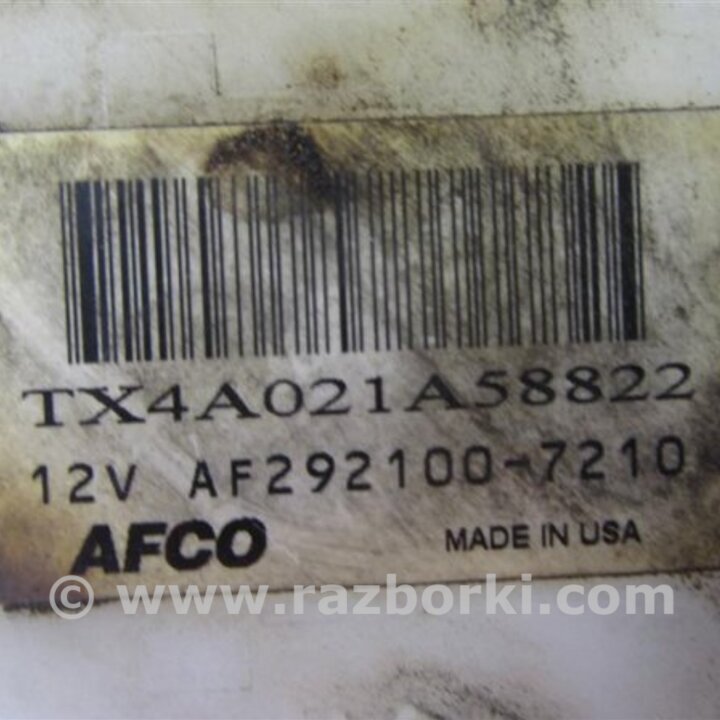 TX4A021A58822
12V AF292100-7210
AFCO MADE IN USA
© www.razborki.com